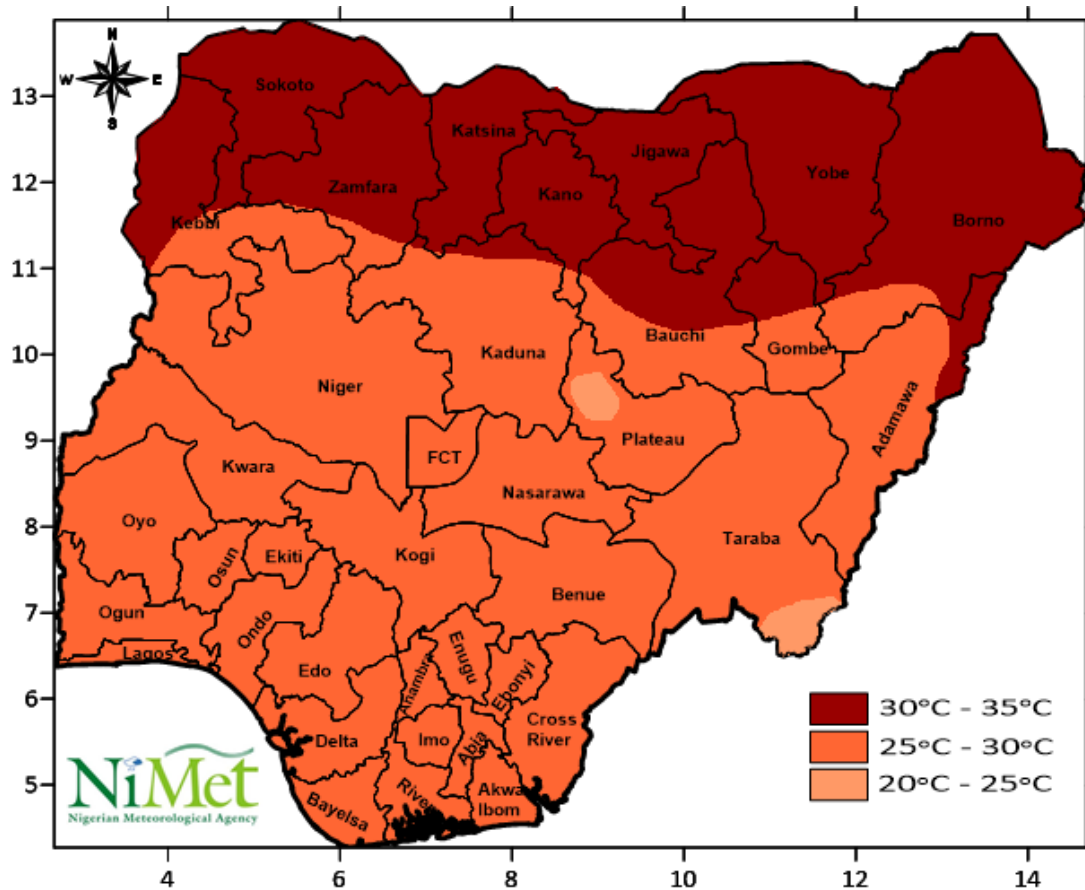 N
W E
S
13
12
11
10
9
8
7
6
5
4 6 8 10 12 14
Sokoto
Katsina
Jigawa
Zamfara
Kano
Yobe
Kebbi
Borno
Bauchi
Gombe
Kaduna
Niger
Adamawa
Plateau
FCT
Kwara
Nasarawa
Oyo
Taraba
Osun
Ekiti
Kogi
Benue
Ogun
Ondo
Lagos
Edo
Anambra
Enugu
Ebonyi
Cross
River
Delta
Imo
Abia
Bayelsa
River
Akwa
Ibom
30°C - 35°C
25°C - 30°C
20°C - 25°C
NiMet
Nigerian Meteorological Agency